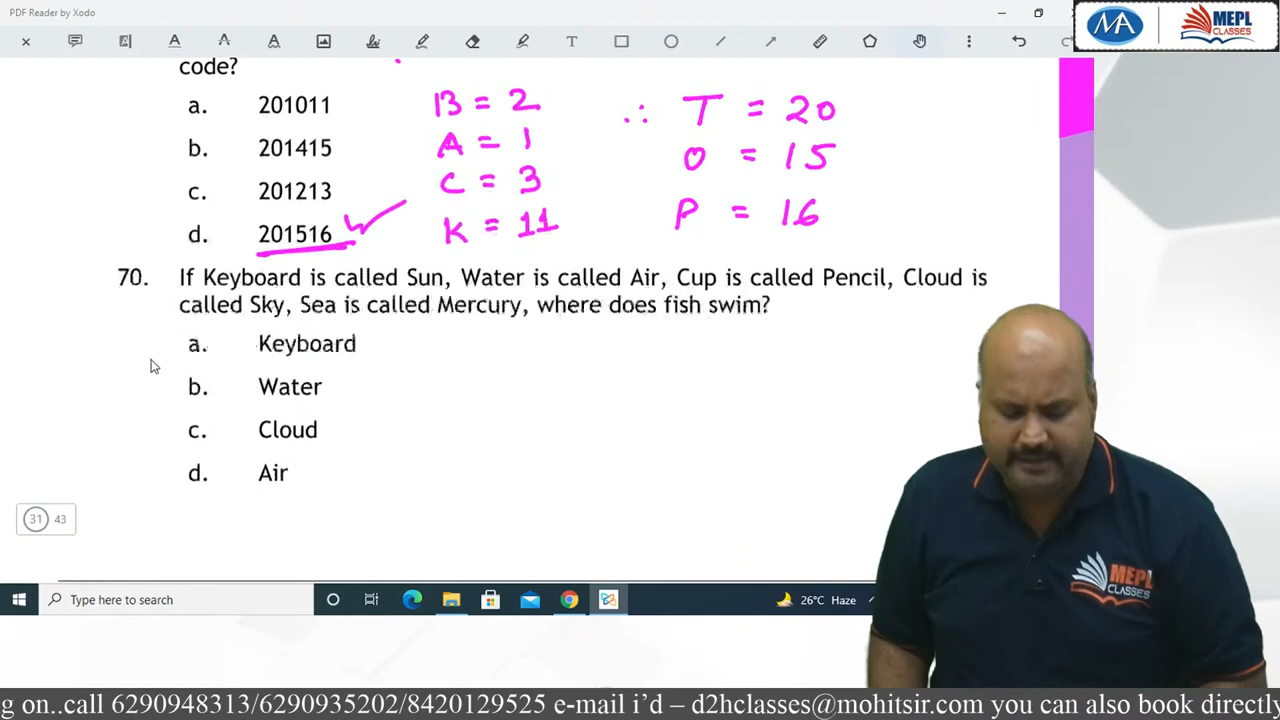 PDF Reader by Xodo
MA
MEPL
CLASSES
code?
a. 201011
b. 201415
c. 201213
d. 201516
B = 2
A = 1
C = 3
K = 11
∴ T = 20
O = 15
P = 16
70. If Keyboard is called Sun, Water is called Air, Cup is called Pencil, Cloud is
called Sky, Sea is called Mercury, where does fish swim?
a. Keyboard
b. Water
c. Cloud
d. Air
31 43
MEPL
CLASSES
Type here to search
26°C Haze
g on..call 6290948313/6290935202/8420129525 e-mail i’d – d2hclasses@mohitsir.com you can also book directly